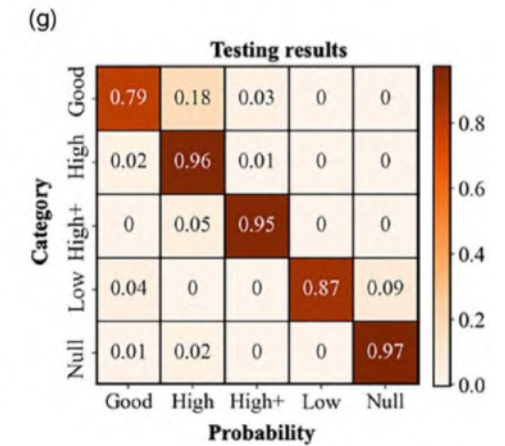 (g)
Testing results
Good 0.79 0.18 0.03 0 0
High 0.02 0.96 0.01 0 0
High+ 0 0.05 0.95 0 0
Low 0.04 0 0 0.87 0.09
Null 0.01 0.02 0 0 0.97
Category
Good High High+ Low Null
Probability
0.8
0.6
0.4
0.2
0.0